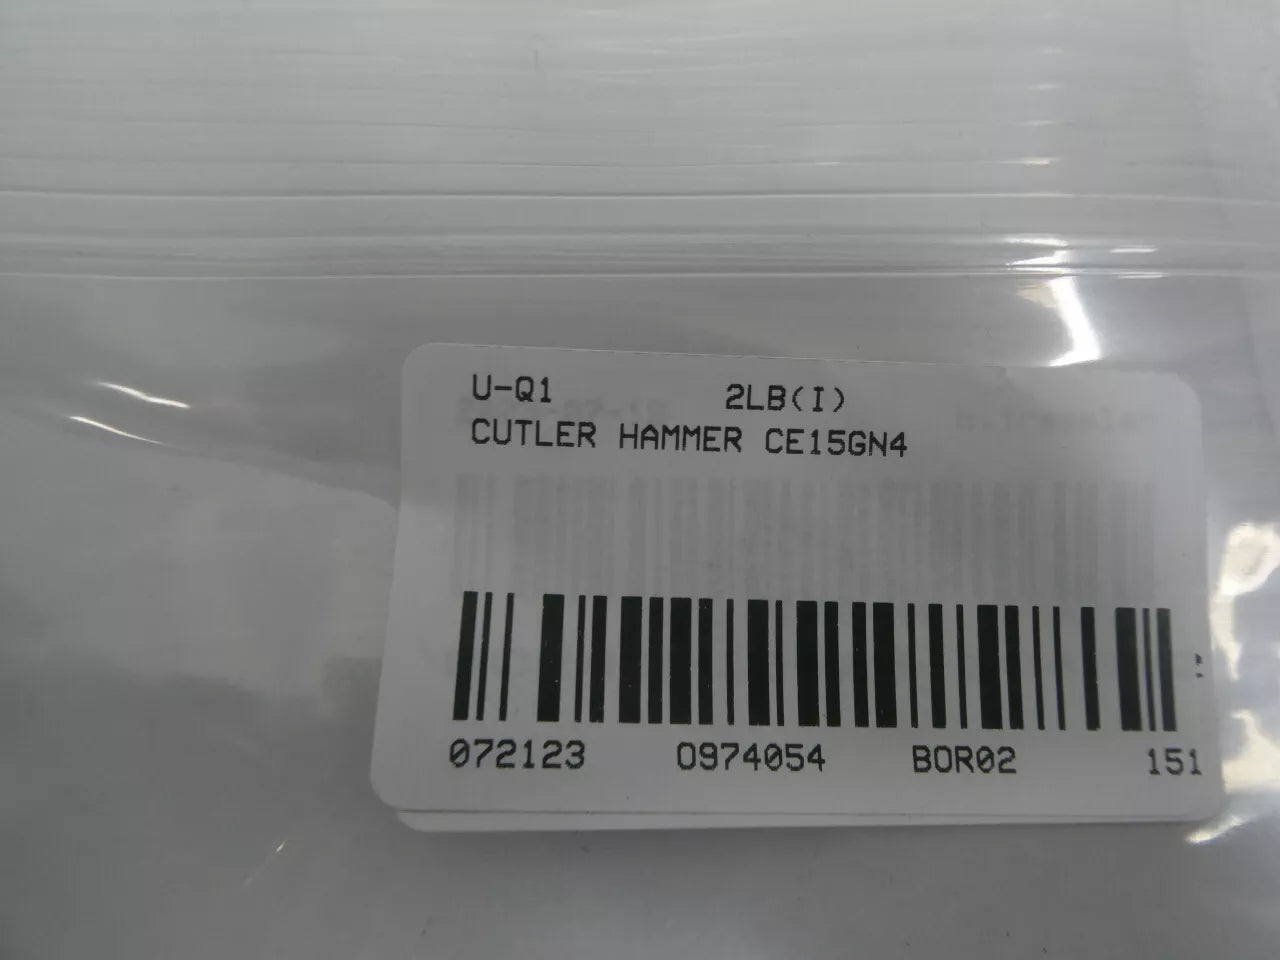 U-Q1 2LB(I)
CUTLER HAMMER CE15GN4
072123 0974054 BOR02 151